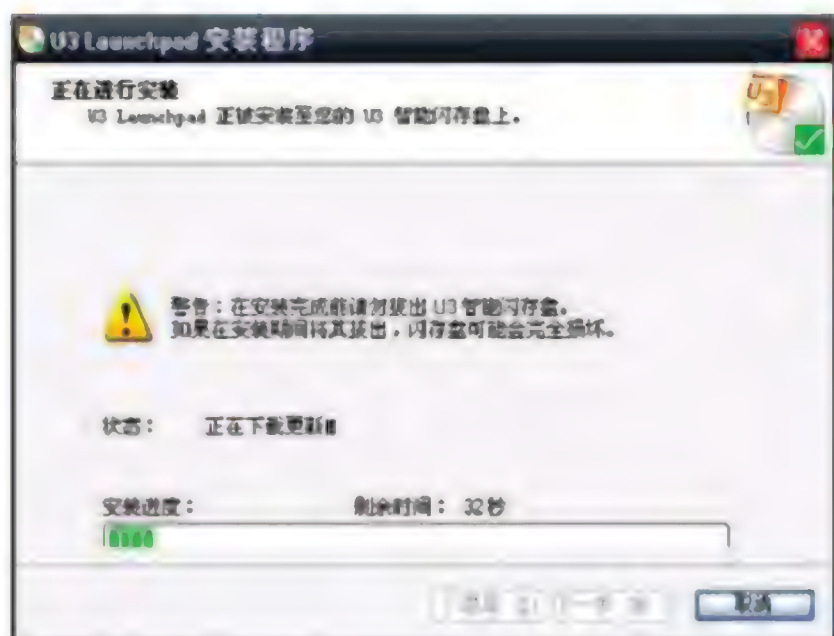 U3 Launchpad 安装程序
U3
正在进行安装
U3 Launchpad 正被安装至您的 U3 智能闪存盘上。
警告：在安装完成前请勿拔出 U3 智能闪存盘。
如果在安装期间将其拔出，闪存盘可能会完全损坏。
状态： 正在下载更新
安装进度： 剩余时间： 32 秒
取消